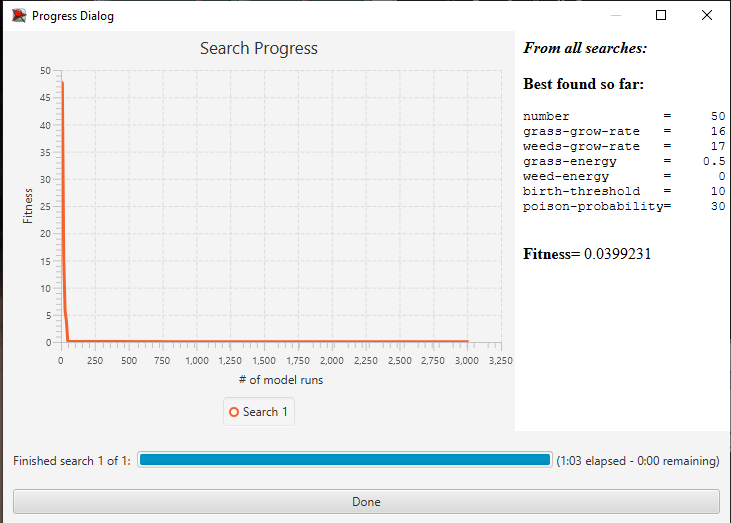 Progress Dialog
Search Progress
50
45
40
35
30
25
20
15
10
5
0
Fitness
0 250 500 750 1,000 1,250 1,500 1,750 2,000 2,250 2,500 2,750 3,000 3,250
# of model runs
Search 1
From all searches:
Best found so far:
number = 50
grass-grow-rate = 16
weeds-grow-rate = 17
grass-energy = 0.5
weed-energy = 0
birth-threshold = 10
poison-probability= 30
Fitness= 0.0399231
Finished search 1 of 1: (1:03 elapsed - 0:00 remaining)
Done